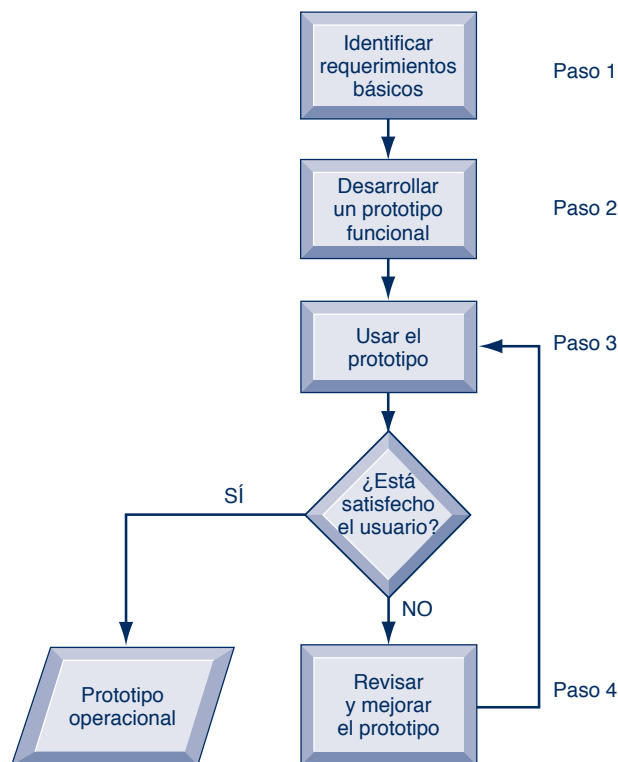 Identificar
requerimientos
básicos
Paso 1
Desarrollar
un prototipo
funcional
Paso 2
Usar el
prototipo
Paso 3
¿Está
satisfecho
el usuario?
SÍ
NO
Prototipo
operacional
Revisar
y mejorar
el prototipo
Paso 4